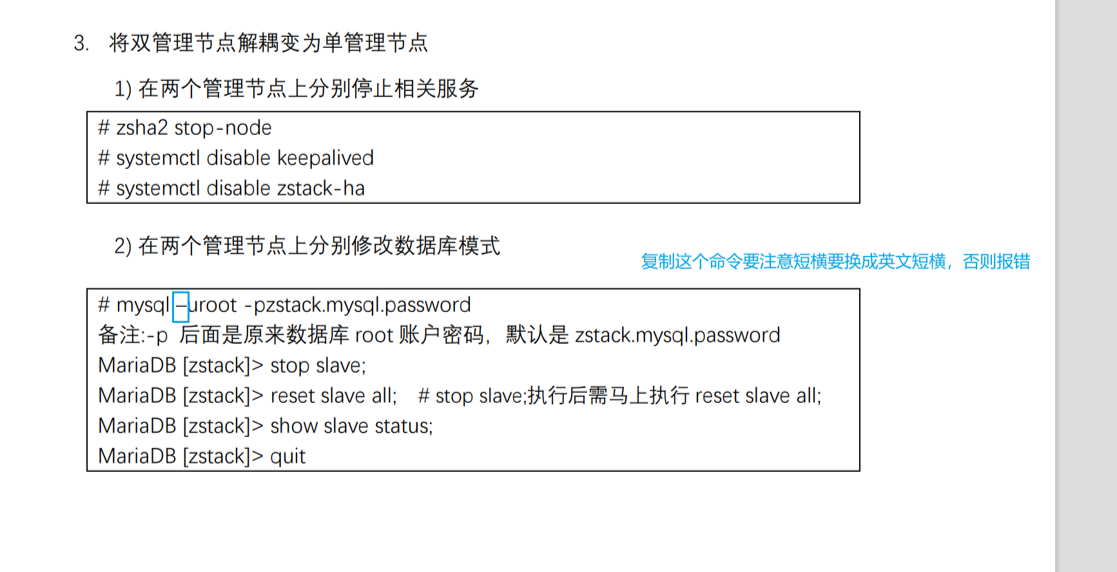 3. 将双管理节点解耦变为单管理节点
1) 在两个管理节点上分别停止相关服务
# zsha2 stop-node
# systemctl disable keepalived
# systemctl disable zstack-ha
2) 在两个管理节点上分别修改数据库模式
复制这个命令要注意短横要换成英文短横，否则报错
# mysql –uroot -pzstack.mysql.password
备注:-p 后面是原来数据库 root 账户密码，默认是 zstack.mysql.password
MariaDB [zstack]> stop slave;
MariaDB [zstack]> reset slave all; # stop slave;执行后需马上执行 reset slave all;
MariaDB [zstack]> show slave status;
MariaDB [zstack]> quit